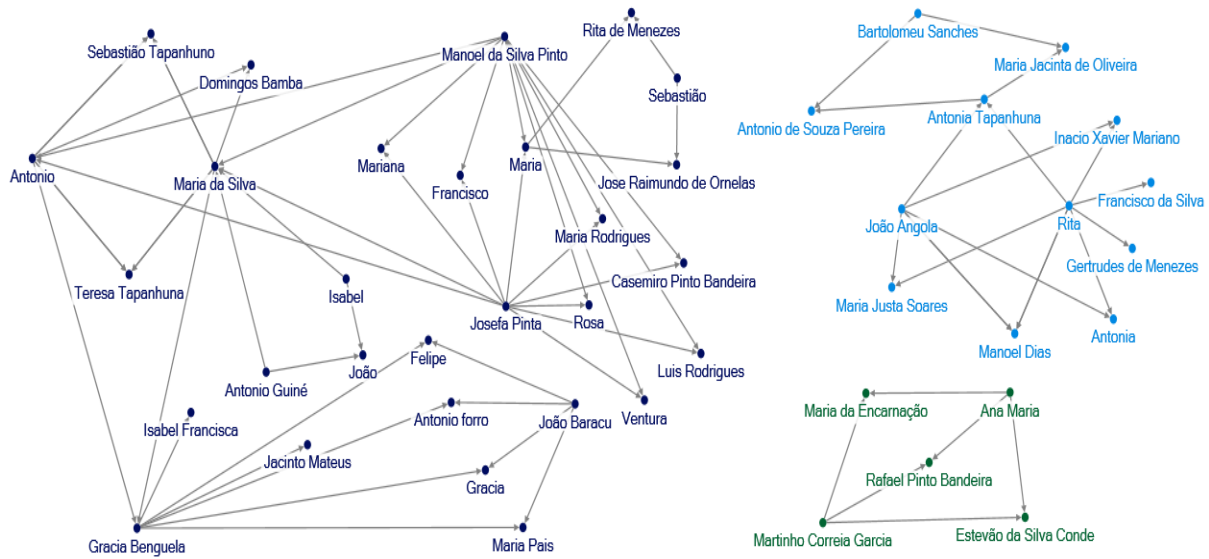 Sebastião Tapanhuno
Domingos Bamba
Manoel da Silva Pinto
Rita de Menezes
Sebastião
Antonio
Maria da Silva
Mariana
Francisco
Maria
Jose Raimundo de Ornelas
Maria Rodrigues
Casemiro Pinto Bandeira
Teresa Tapanhuna
Isabel
Josefa Pinta
Rosa
Felipe
Luis Rodrigues
Antonio Guiné
João
Isabel Francisca
Antonio forro
João Baracu
Ventura
Jacinto Mateus
Gracia
Gracia Benguela
Maria Pais
Bartolomeu Sanches
Maria Jacinta de Oliveira
Antonio de Souza Pereira
Antonia Tapanhuna
Inacio Xavier Mariano
Francisco da Silva
João Angola
Rita
Gertrudes de Menezes
Maria Justa Soares
Antonia
Manoel Dias
Maria da Encarnação
Ana Maria
Rafael Pinto Bandeira
Martinho Correia Garcia
Estevão da Silva Conde